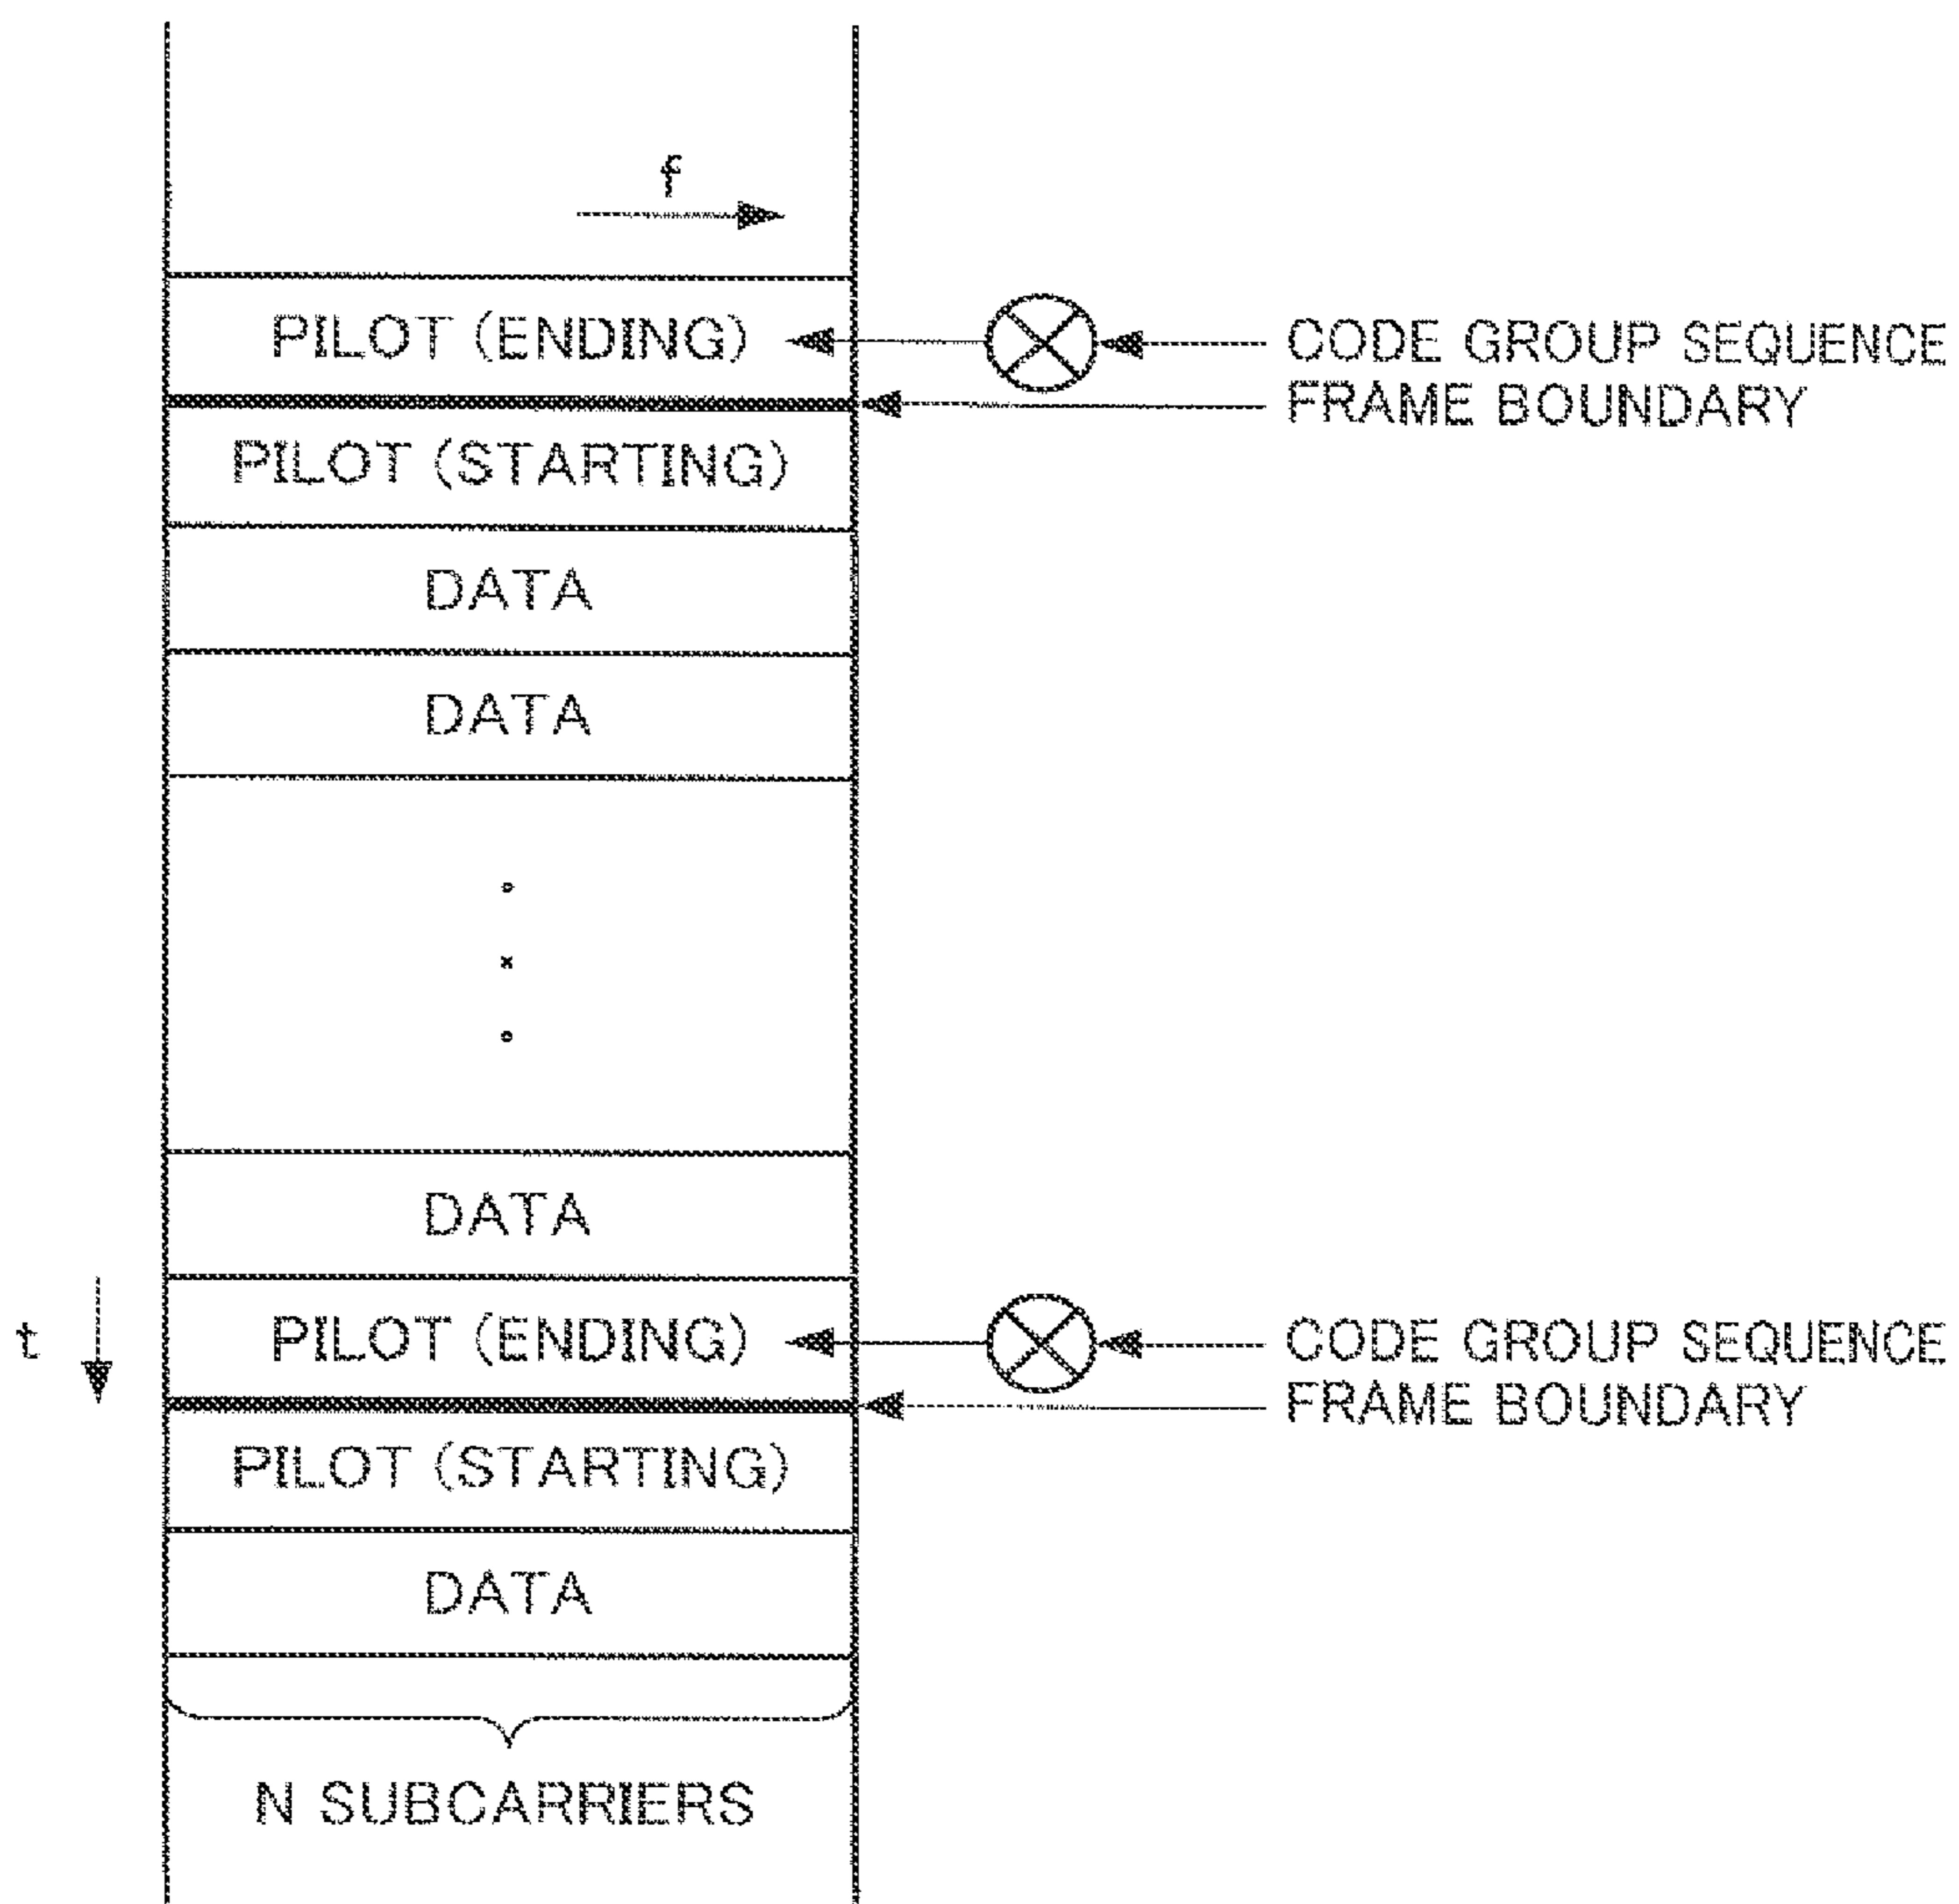 f
PILOT (ENDING)
CODE GROUP SEQUENCE
FRAME BOUNDARY
PILOT (STARTING)
DATA
DATA
DATA
t
PILOT (ENDING)
CODE GROUP SEQUENCE
FRAME BOUNDARY
PILOT (STARTING)
DATA
N SUBCARRIERS